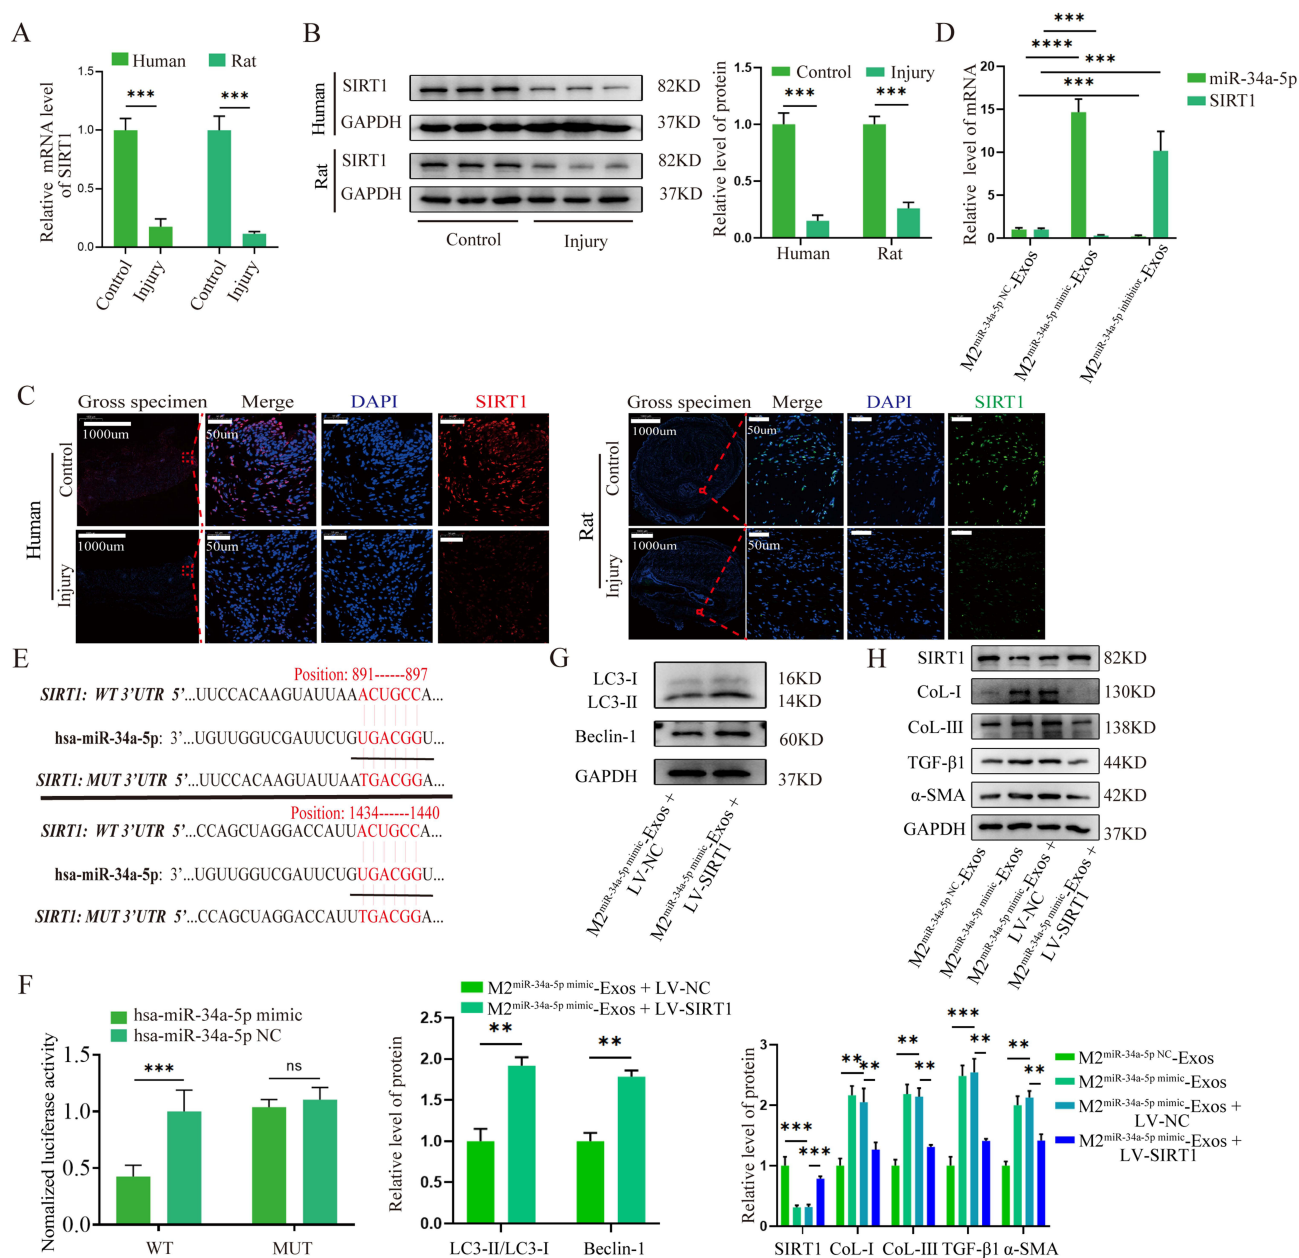 A
Human Rat
Relative mRNA level
of SIRT1
1.5
1.0
0.5
0.0
*** ***
Control Injury Control Injury
B
Human
SIRT1 82KD
GAPDH 37KD
Rat
SIRT1 82KD
GAPDH 37KD
Control Injury
Control Injury
Relative level of protein
1.5
1.0
0.5
0.0
*** ***
Human Rat
D
***
**** ***
***
miR-34a-5p
SIRT1
Relative level of mRNA
20
15
10
5
0
M2miR-34a-5p NC-Exos
M2miR-34a-5p mimic-Exos
M2miR-34a-5p inhibitor-Exos
C
Gross specimen Merge DAPI SIRT1
Human
Control
1000um 50um
Injury
1000um 50um
Gross specimen Merge DAPI SIRT1
Rat
Control
1000um 50um
Injury
1000um 50um
E
Position: 891------897
SIRT1: WT 3’UTR 5’...UUCCACAAGUAUUAAACUGCCA...
hsa-miR-34a-5p: 3’...UGUUGGUCGAUUCUGUGACGGU...
SIRT1: MUT 3’UTR 5’...UUCCACAAGUAUUAATGACGGA...
Position: 1434------1440
SIRT1: WT 3’UTR 5’...CCAGCUAGGACCAUUACUGCCA...
hsa-miR-34a-5p: 3’...UGUUGGUCGAUUCUGUGACGGU...
SIRT1: MUT 3’UTR 5’...CCAGCUAGGACCAUUTGACGGA...
G
LC3-I 16KD
LC3-II 14KD
Beclin-1 60KD
GAPDH 37KD
M2miR-34a-5p mimic-Exos +
LV-NC
M2miR-34a-5p mimic-Exos +
LV-SIRT1
H
SIRT1 82KD
CoL-I 130KD
CoL-III 138KD
TGF-β1 44KD
α-SMA 42KD
GAPDH 37KD
M2miR-34a-5p NC-Exos
M2miR-34a-5p mimic-Exos
M2miR-34a-5p mimic-Exos +
LV-NC
M2miR-34a-5p mimic-Exos +
LV-SIRT1
F
hsa-miR-34a-5p mimic
hsa-miR-34a-5p NC
Nonmalized luciferase activity
1.5
1.0
0.5
0.0
*** ns
WT MUT
M2miR-34a-5p mimic-Exos + LV-NC
M2miR-34a-5p mimic-Exos + LV-SIRT1
Relative level of protein
2.5
2.0
1.5
1.0
0.5
0.0
** **
LC3-II/LC3-I Beclin-1
Relative level of protein
3
2
1
0
*** *** ** ** ** ** *** ** ** **
SIRT1 CoL-I CoL-III TGF-β1 α-SMA
M2miR-34a-5p NC-Exos
M2miR-34a-5p mimic-Exos
M2miR-34a-5p mimic-Exos +
LV-NC
M2miR-34a-5p mimic-Exos +
LV-SIRT1